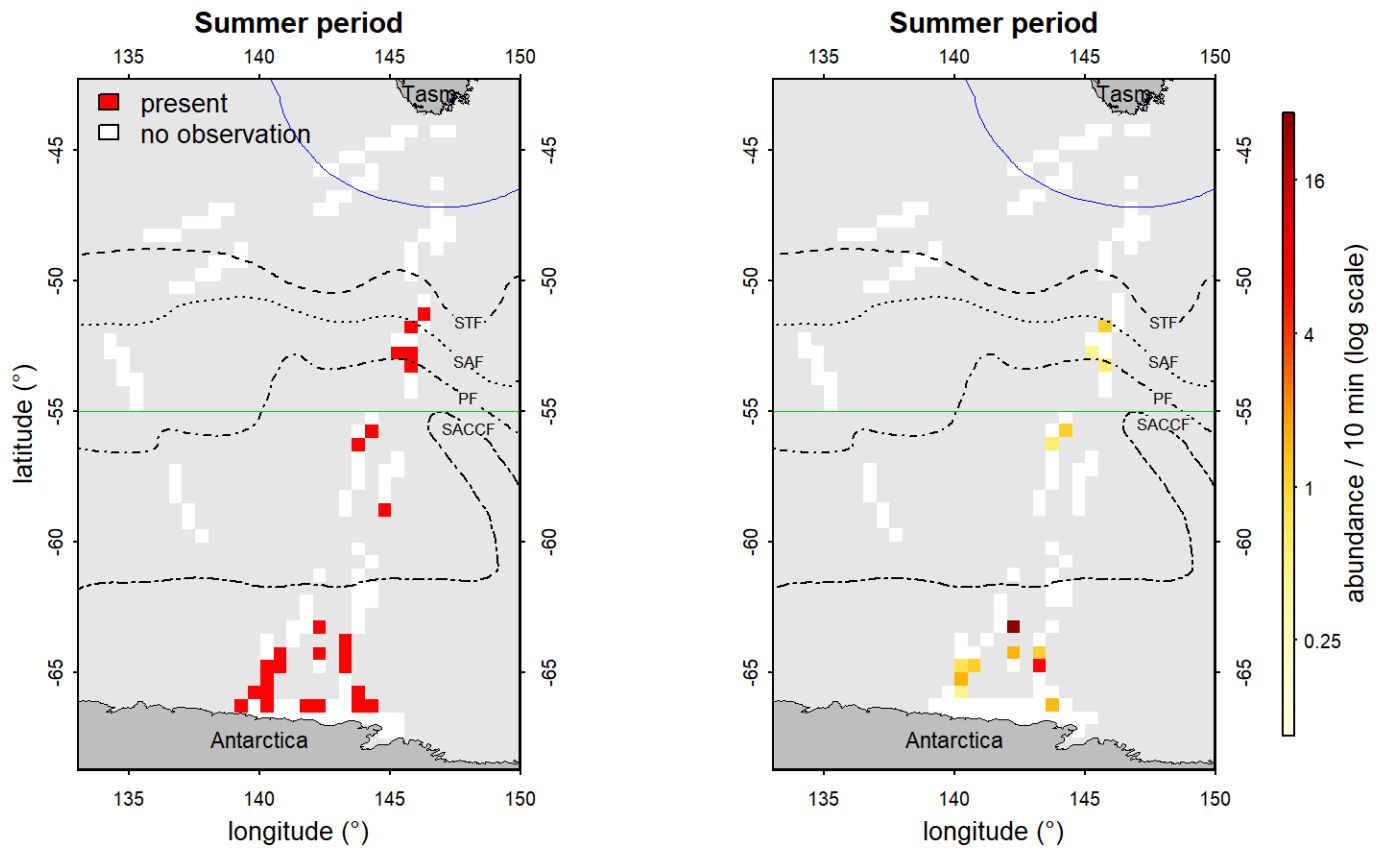 Summer period
135 140 145 150
present
no observation
Tasm
-45 -50 -55 -60 -65
-45 -50 -55 -60 -65
latitude (°)
STF
SAF
PF
SACCF
Antarctica
135 140 145 150
longitude (°)
Summer period
135 140 145 150
Tasm
-45 -50 -55 -60 -65
-45 -50 -55 -60 -65
STF
SAF
PF
SACCF
Antarctica
135 140 145 150
longitude (°)
16
4
1
0.25
abundance / 10 min (log scale)